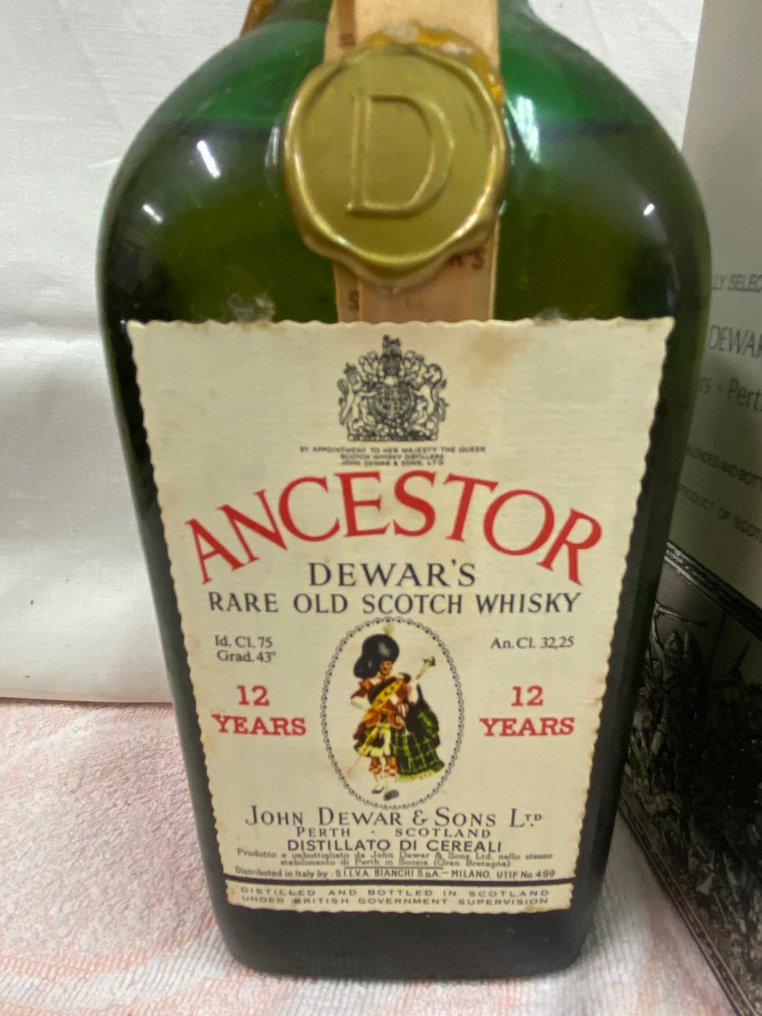 D
BY APPOINTMENT TO HER MAJESTY THE QUEEN
SCOTCH WHISKY DISTILLERS
JOHN DEWAR & SONS, LTD
ANCESTOR
DEWAR'S
RARE OLD SCOTCH WHISKY
Id. Cl. 75
Grad. 43°
An. Cl. 32,25
12
YEARS
12
YEARS
JOHN DEWAR & SONS LTD
PERTH · SCOTLAND
DISTILLATO DI CEREALI
Prodotto e imbottigliato da John Dewar & Sons Ltd. nello stesso
stabilimento di Perth in Scozia (Gran Bretagna)
Distributed in Italy by: SILVA BIANCHI S.p.A. - MILANO. UTIF No 499
DISTILLED AND BOTTLED IN SCOTLAND
UNDER BRITISH GOVERNMENT SUPERVISION